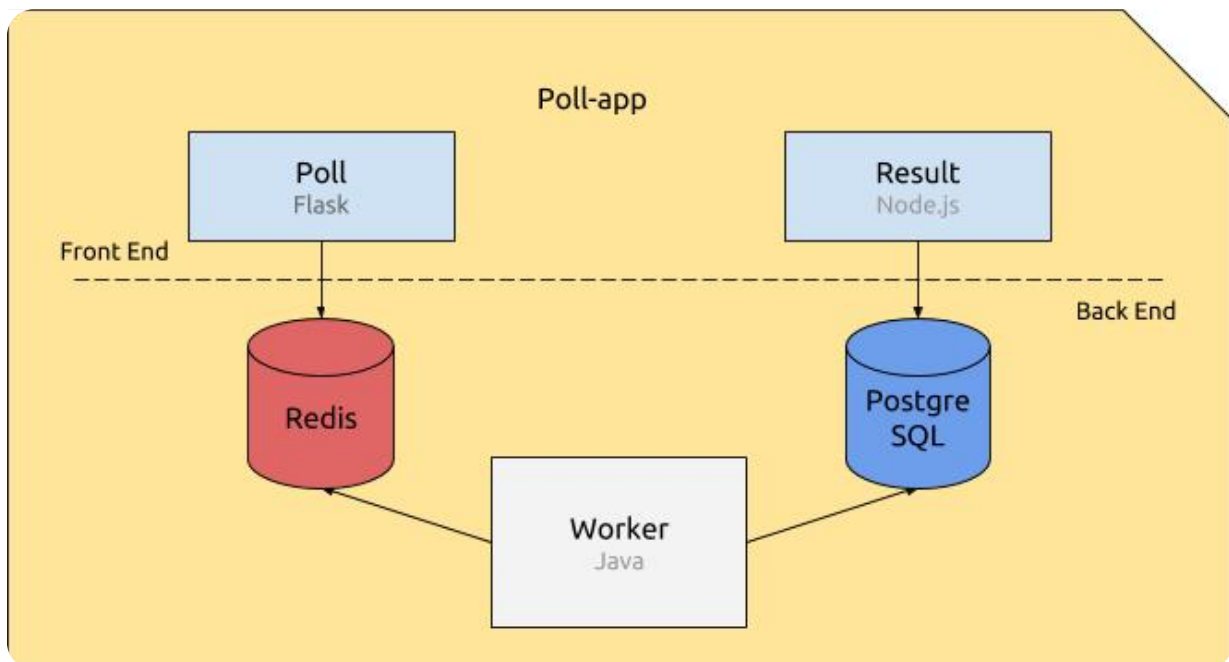 Poll-app
Poll
Flask
Result
Node.js
Front End
Back End
Redis
Postgre
SQL
Worker
Java